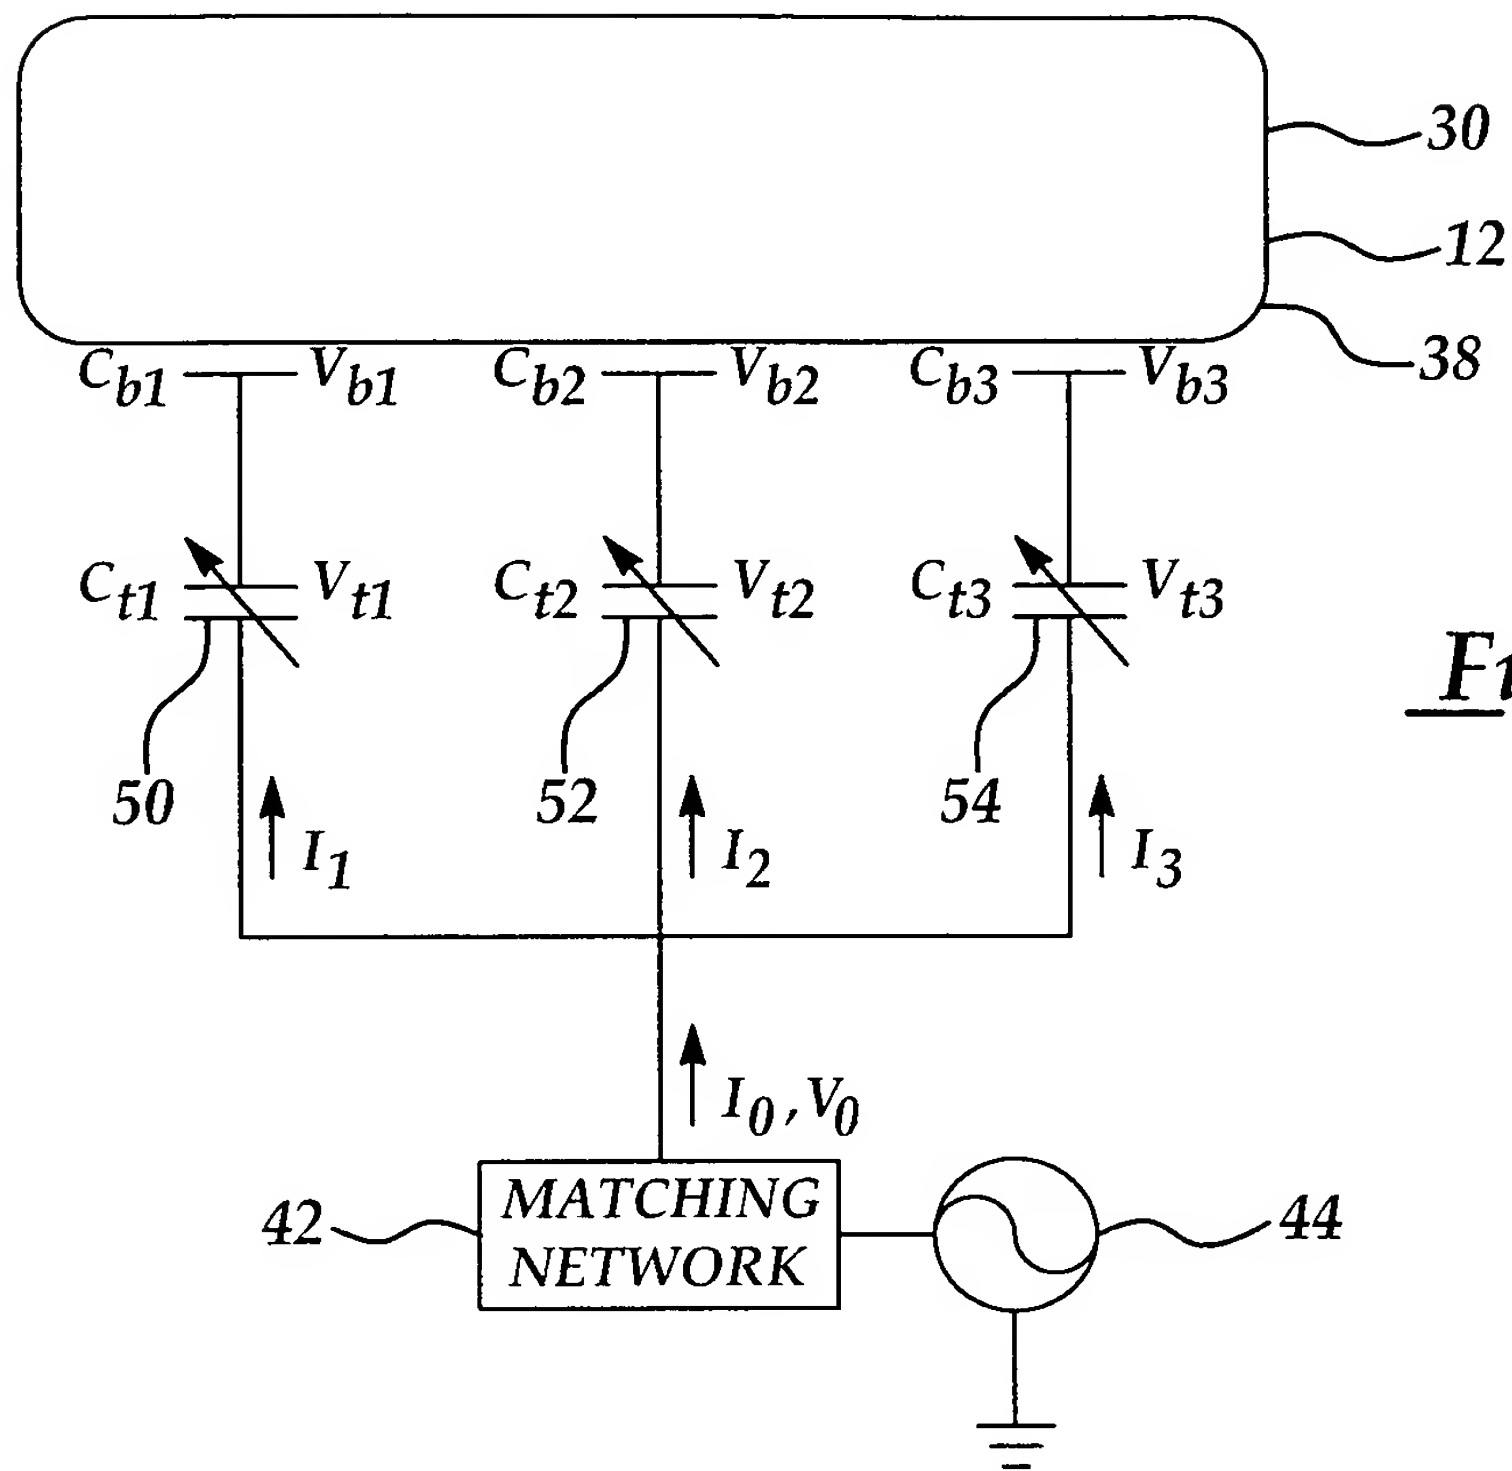 30
12
38
Cb1 Vb1 Cb2 Vb2 Cb3 Vb3
Ct1 Vt1 Ct2 Vt2 Ct3 Vt3
50 52 54
I1 I2 I3
I0, V0
MATCHING
NETWORK
42
44